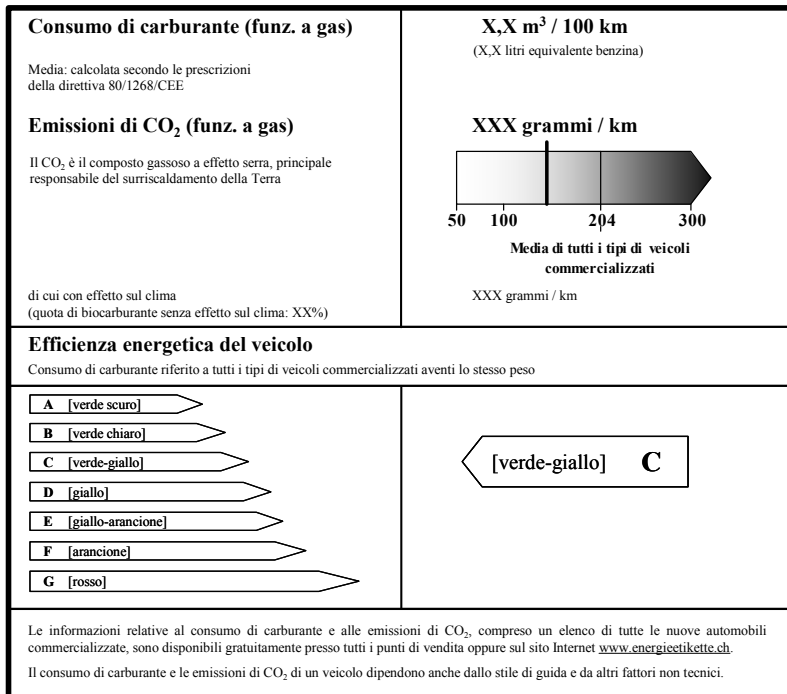 Consumo di carburante (funz. a gas)
X,X m³ / 100 km
(X,X litri equivalente benzina)
Media: calcolata secondo le prescrizioni
della direttiva 80/1268/CEE
Emissioni di CO₂ (funz. a gas)
XXX grammi / km
Il CO₂ è il composto gassoso a effetto serra, principale
responsabile del surriscaldamento della Terra
50 100 204 300
Media di tutti i tipi di veicoli
commercializzati
di cui con effetto sul clima
(quota di biocarburante senza effetto sul clima: XX%)
XXX grammi / km
Efficienza energetica del veicolo
Consumo di carburante riferito a tutti i tipi di veicoli commercializzati aventi lo stesso peso
A [verde scuro]
B [verde chiaro]
C [verde-giallo]
D [giallo]
E [giallo-arancione]
F [arancione]
G [rosso]
[verde-giallo] C
Le informazioni relative al consumo di carburante e alle emissioni di CO₂, compreso un elenco di tutte le nuove automobili
commercializzate, sono disponibili gratuitamente presso tutti i punti di vendita oppure sul sito Internet www.energieetikette.ch.
Il consumo di carburante e le emissioni di CO₂ di un veicolo dipendono anche dallo stile di guida e da altri fattori non tecnici.